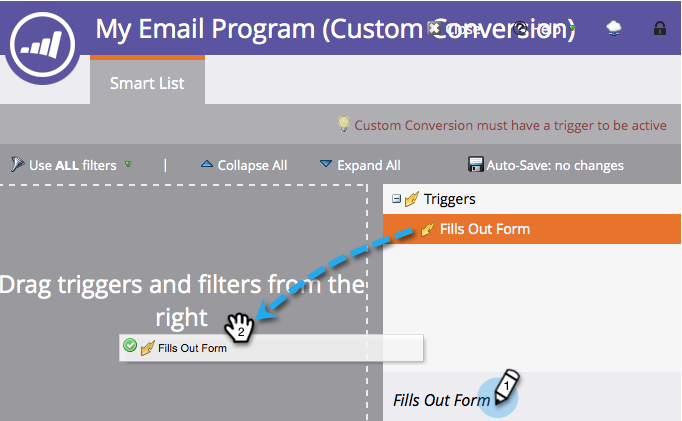 My Email Program (Custom Conversion)
Close
Help
Smart List
Custom Conversion must have a trigger to be active
Use ALL filters | Collapse All Expand All Auto-Save: no changes
Triggers
Fills Out Form
Drag triggers and filters from the
right
2
Fills Out Form
Fills Out Form
1